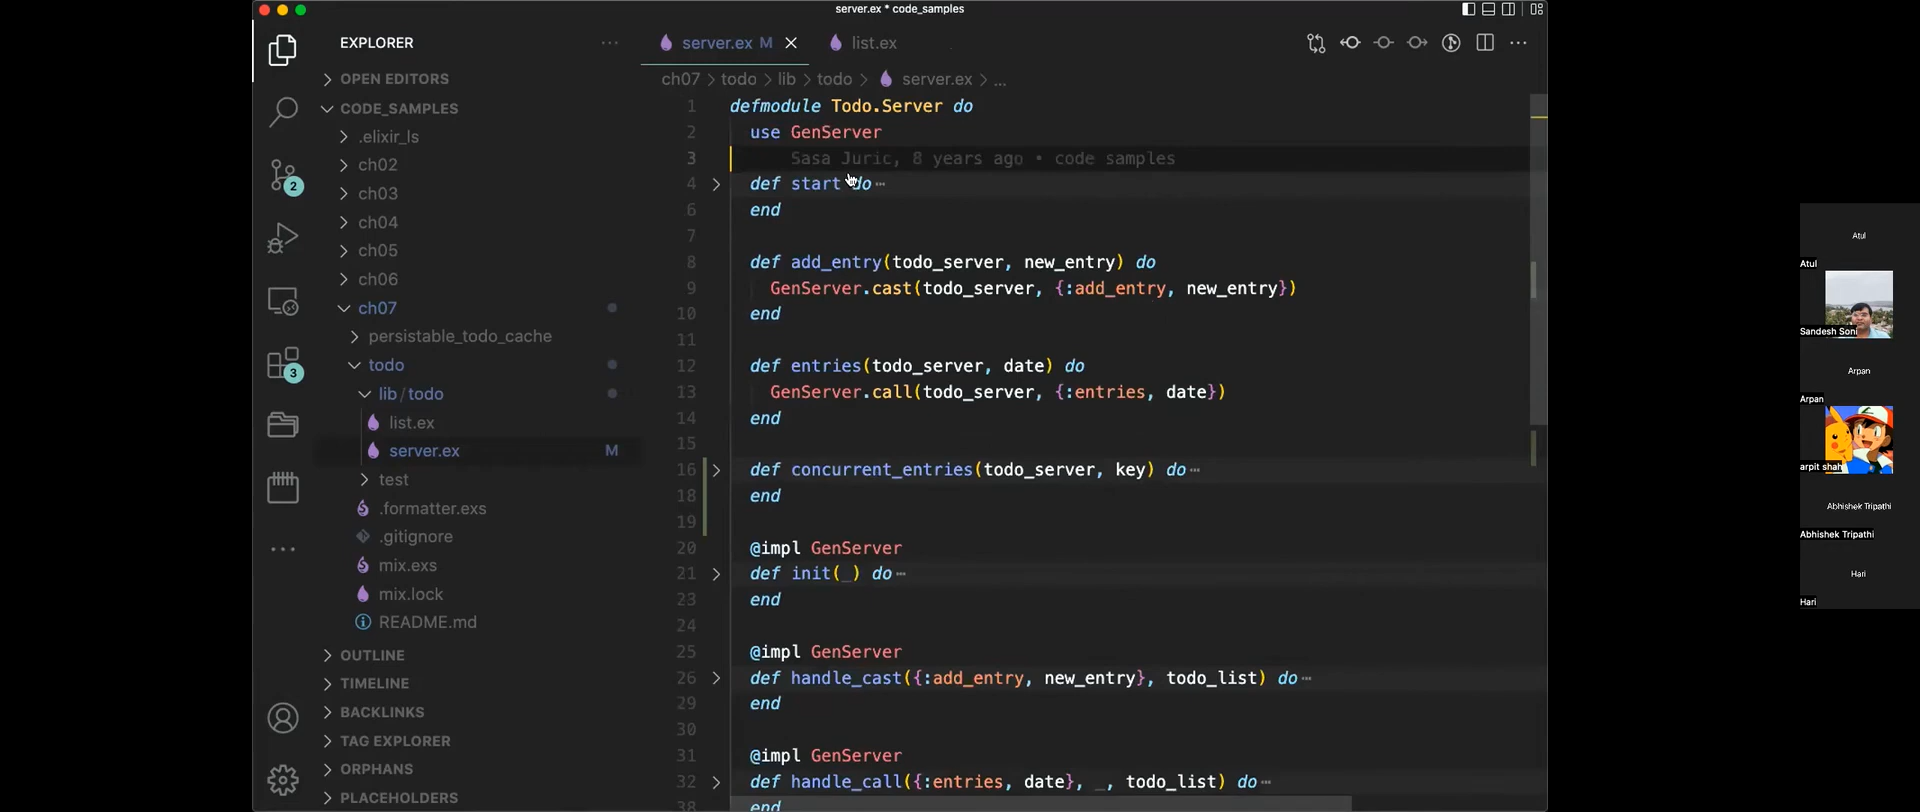 server.ex • code_samples
EXPLORER
OPEN EDITORS
CODE_SAMPLES
.elixir_ls
ch02
ch03
ch04
ch05
ch06
ch07
persistable_todo_cache
todo
lib / todo
list.ex
server.ex M
test
.formatter.exs
.gitignore
mix.exs
mix.lock
README.md
OUTLINE
TIMELINE
BACKLINKS
TAG EXPLORER
ORPHANS
PLACEHOLDERS
2
3
server.ex M
list.ex
ch07 > todo > lib > todo > server.ex > ...
1 defmodule Todo.Server do
2 use GenServer
3 Sasa Juric, 8 years ago • code samples
4 def start do ⋯
6 end
7
8 def add_entry(todo_server, new_entry) do
9 GenServer.cast(todo_server, {:add_entry, new_entry})
10 end
11
12 def entries(todo_server, date) do
13 GenServer.call(todo_server, {:entries, date})
14 end
15
16 def concurrent_entries(todo_server, key) do ⋯
18 end
19
20 @impl GenServer
21 def init(_) do ⋯
23 end
24
25 @impl GenServer
26 def handle_cast({:add_entry, new_entry}, todo_list) do ⋯
29 end
30
31 @impl GenServer
32 def handle_call({:entries, date}, _, todo_list) do ⋯
38 end
Atul
Atul
Sandesh Soni
Arpan
Arpan
arpit shah
Abhishek Tripathi
Abhishek Tripathi
Hari
Hari